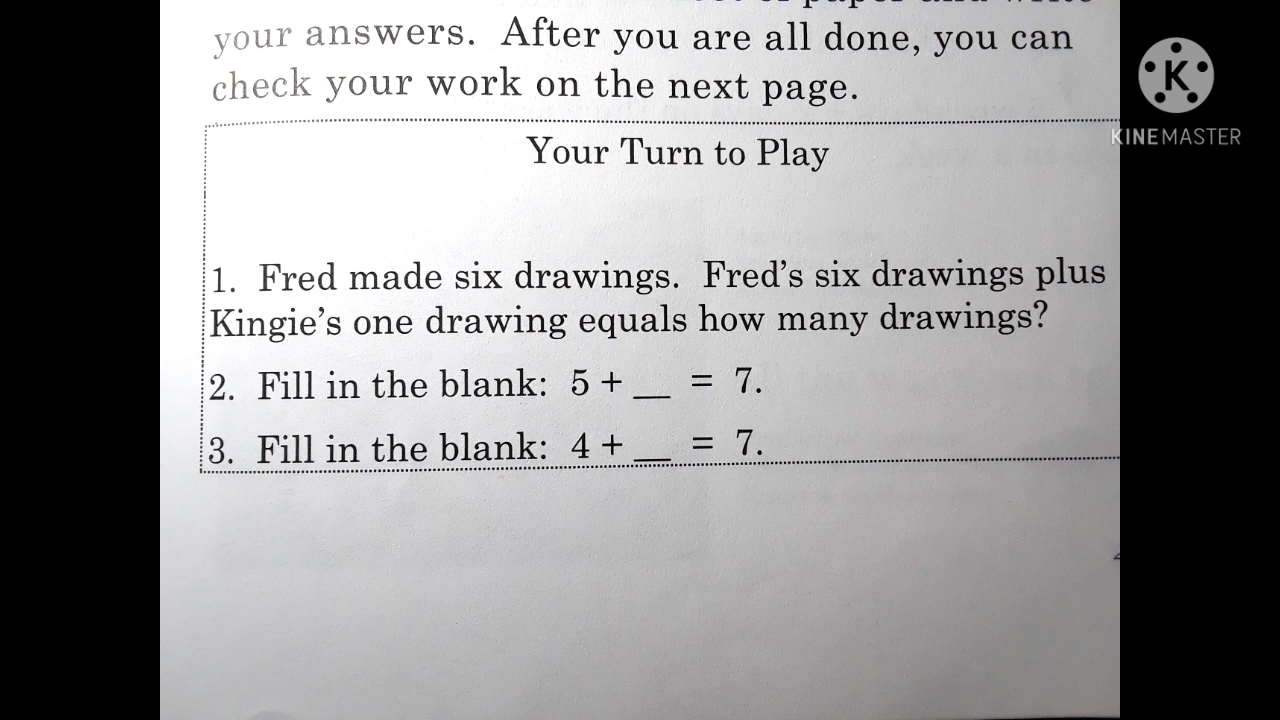 your answers. After you are all done, you can
check your work on the next page.
Your Turn to Play
1. Fred made six drawings. Fred's six drawings plus
Kingie's one drawing equals how many drawings?
2. Fill in the blank: 5 + __ = 7.
3. Fill in the blank: 4 + __ = 7.
K
KINEMASTER